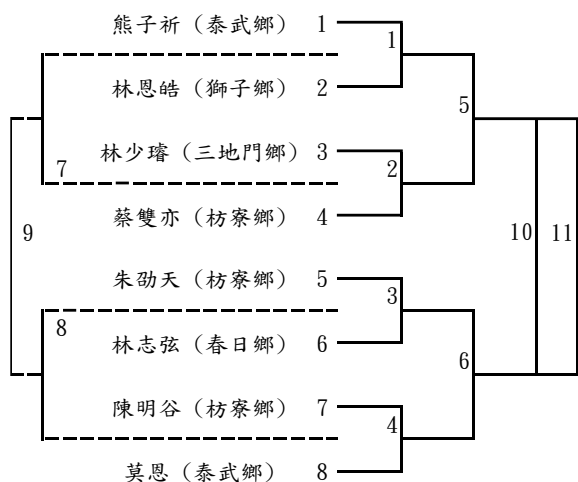 熊子祈（泰武鄉） 1
1
林恩皓（獅子鄉） 2
5
林少璿（三地門鄉） 3
7
2
蔡雙亦（枋寮鄉） 4
9
10
11
朱劭天（枋寮鄉） 5
3
8
林志弦（春日鄉） 6
6
陳明谷（枋寮鄉） 7
4
莫恩（泰武鄉） 8